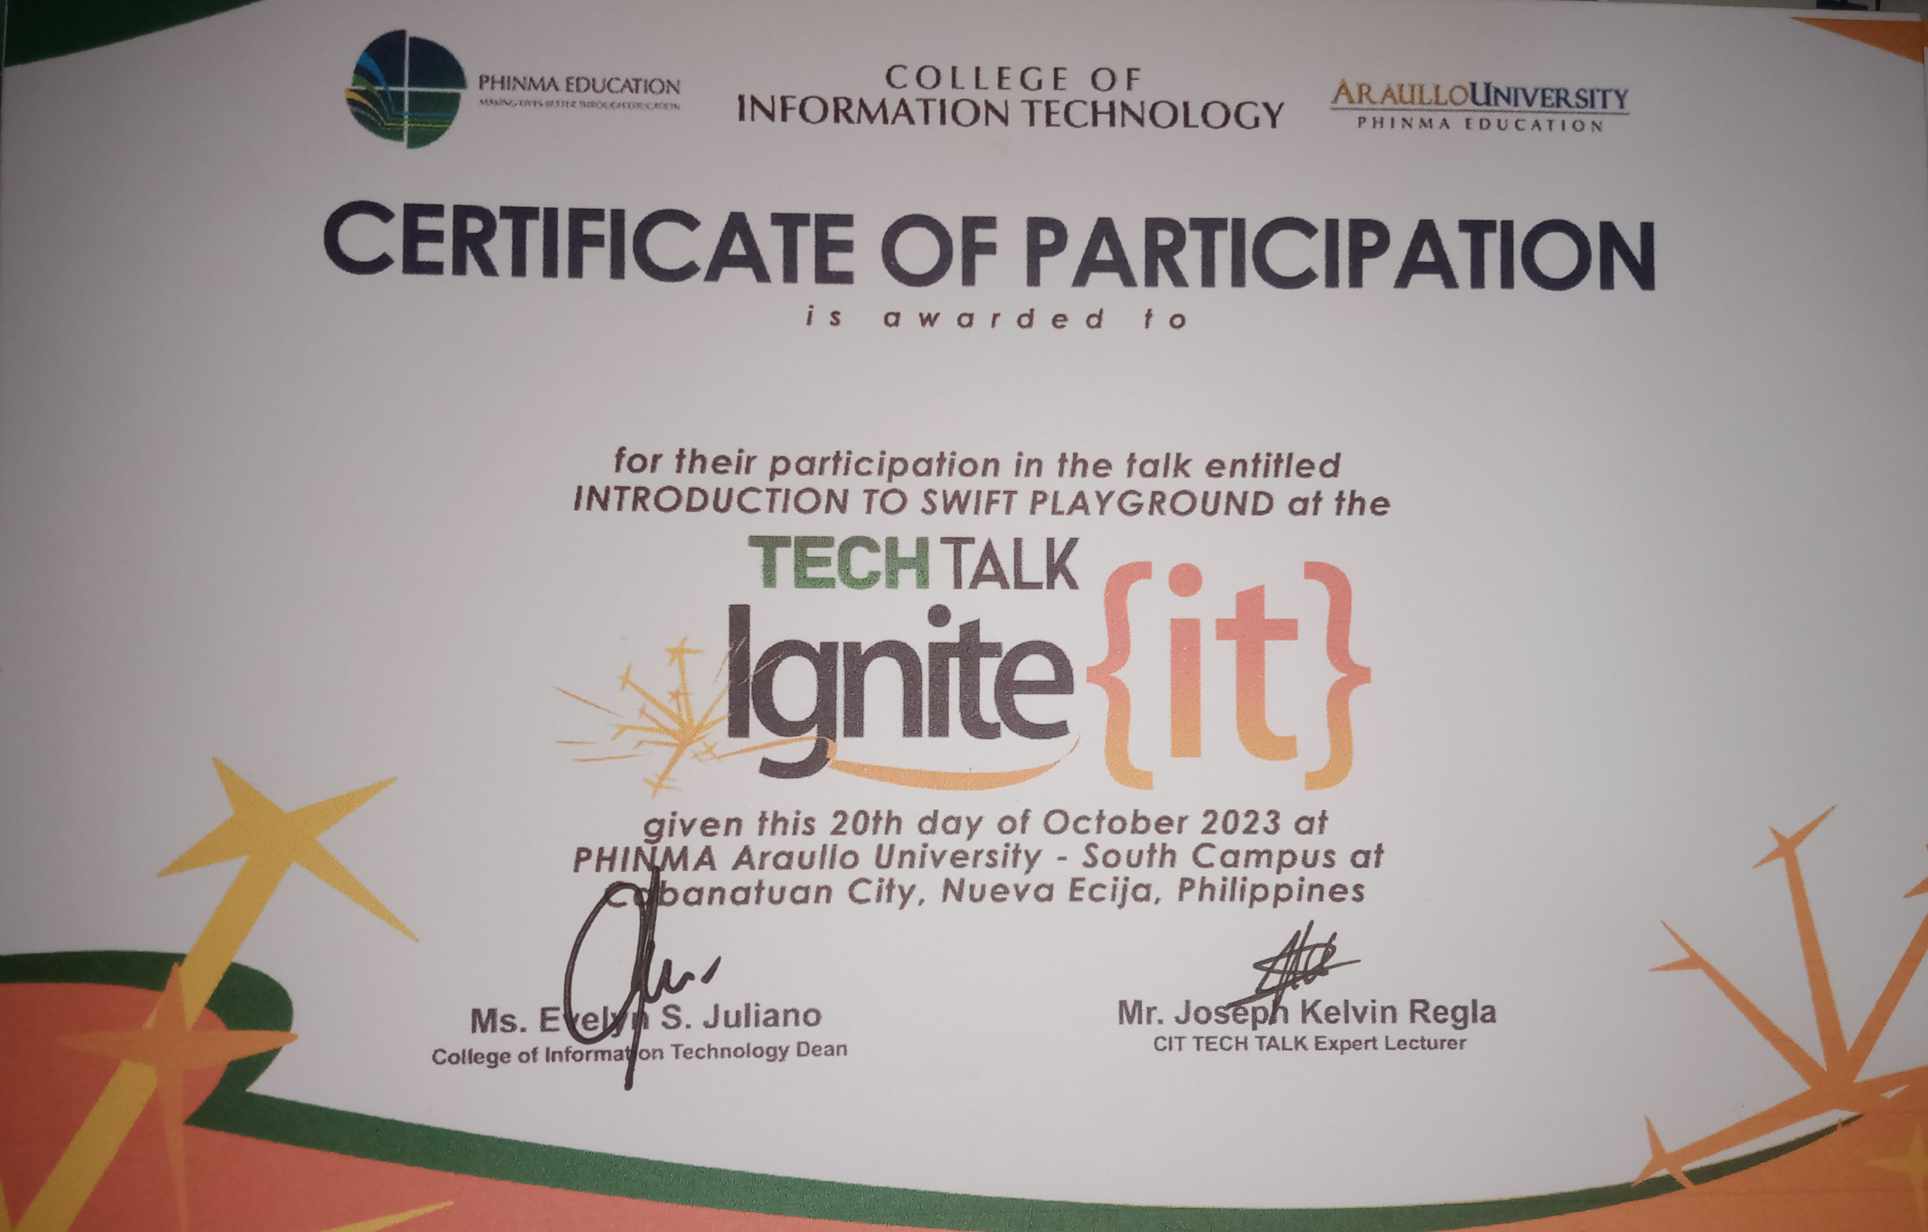 PHINMA EDUCATION
MAKING LIVES BETTER THROUGH EDUCATION
COLLEGE OF
INFORMATION TECHNOLOGY
ARAULLO UNIVERSITY
PHINMA EDUCATION
CERTIFICATE OF PARTICIPATION
is awarded to
for their participation in the talk entitled
INTRODUCTION TO SWIFT PLAYGROUND at the
TECH TALK
Ignite {it}
given this 20th day of October 2023 at
PHINMA Araullo University - South Campus at
Cabanatuan City, Nueva Ecija, Philippines
Ms. Evelyn S. Juliano
College of Information Technology Dean
Mr. Joseph Kelvin Regla
CIT TECH TALK Expert Lecturer